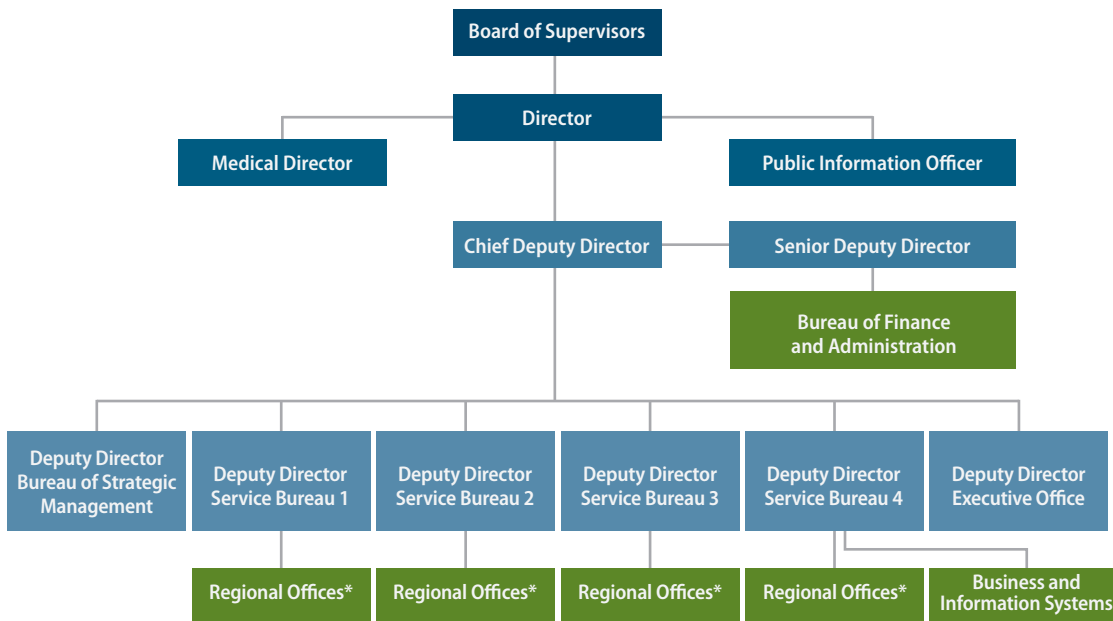 Board of Supervisors
Director
Medical Director
Public Information Officer
Chief Deputy Director
Senior Deputy Director
Bureau of Finance
and Administration
Deputy Director
Bureau of Strategic
Management
Deputy Director
Service Bureau 1
Deputy Director
Service Bureau 2
Deputy Director
Service Bureau 3
Deputy Director
Service Bureau 4
Deputy Director
Executive Office
Regional Offices*
Regional Offices*
Regional Offices*
Regional Offices*
Business and
Information Systems